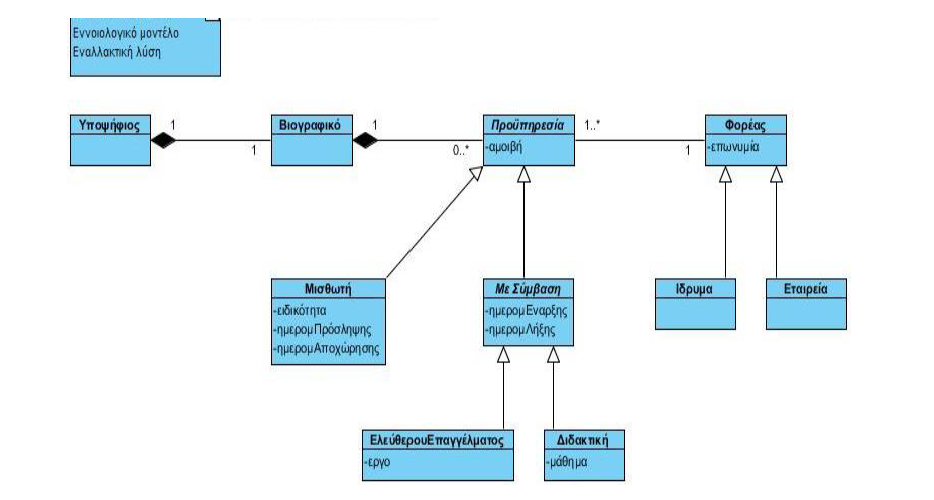 Εννοιολογικό μοντέλο
Εναλλακτική λύση
Υποψήφιος
1
1
Βιογραφικό
1
0..*
Προϋπηρεσία
-αμοιβή
1..*
1
Φορέας
-επωνυμία
Μισθωτή
-ειδικότητα
-ημερομΠρόσληψης
-ημερομΑποχώρησης
Με Σύμβαση
-ημερομΕναρξης
-ημερομΛήξης
Ιδρυμα
Εταιρεία
ΕλεύθερουΕπαγγέλματος
-εργο
Διδακτική
-μάθημα